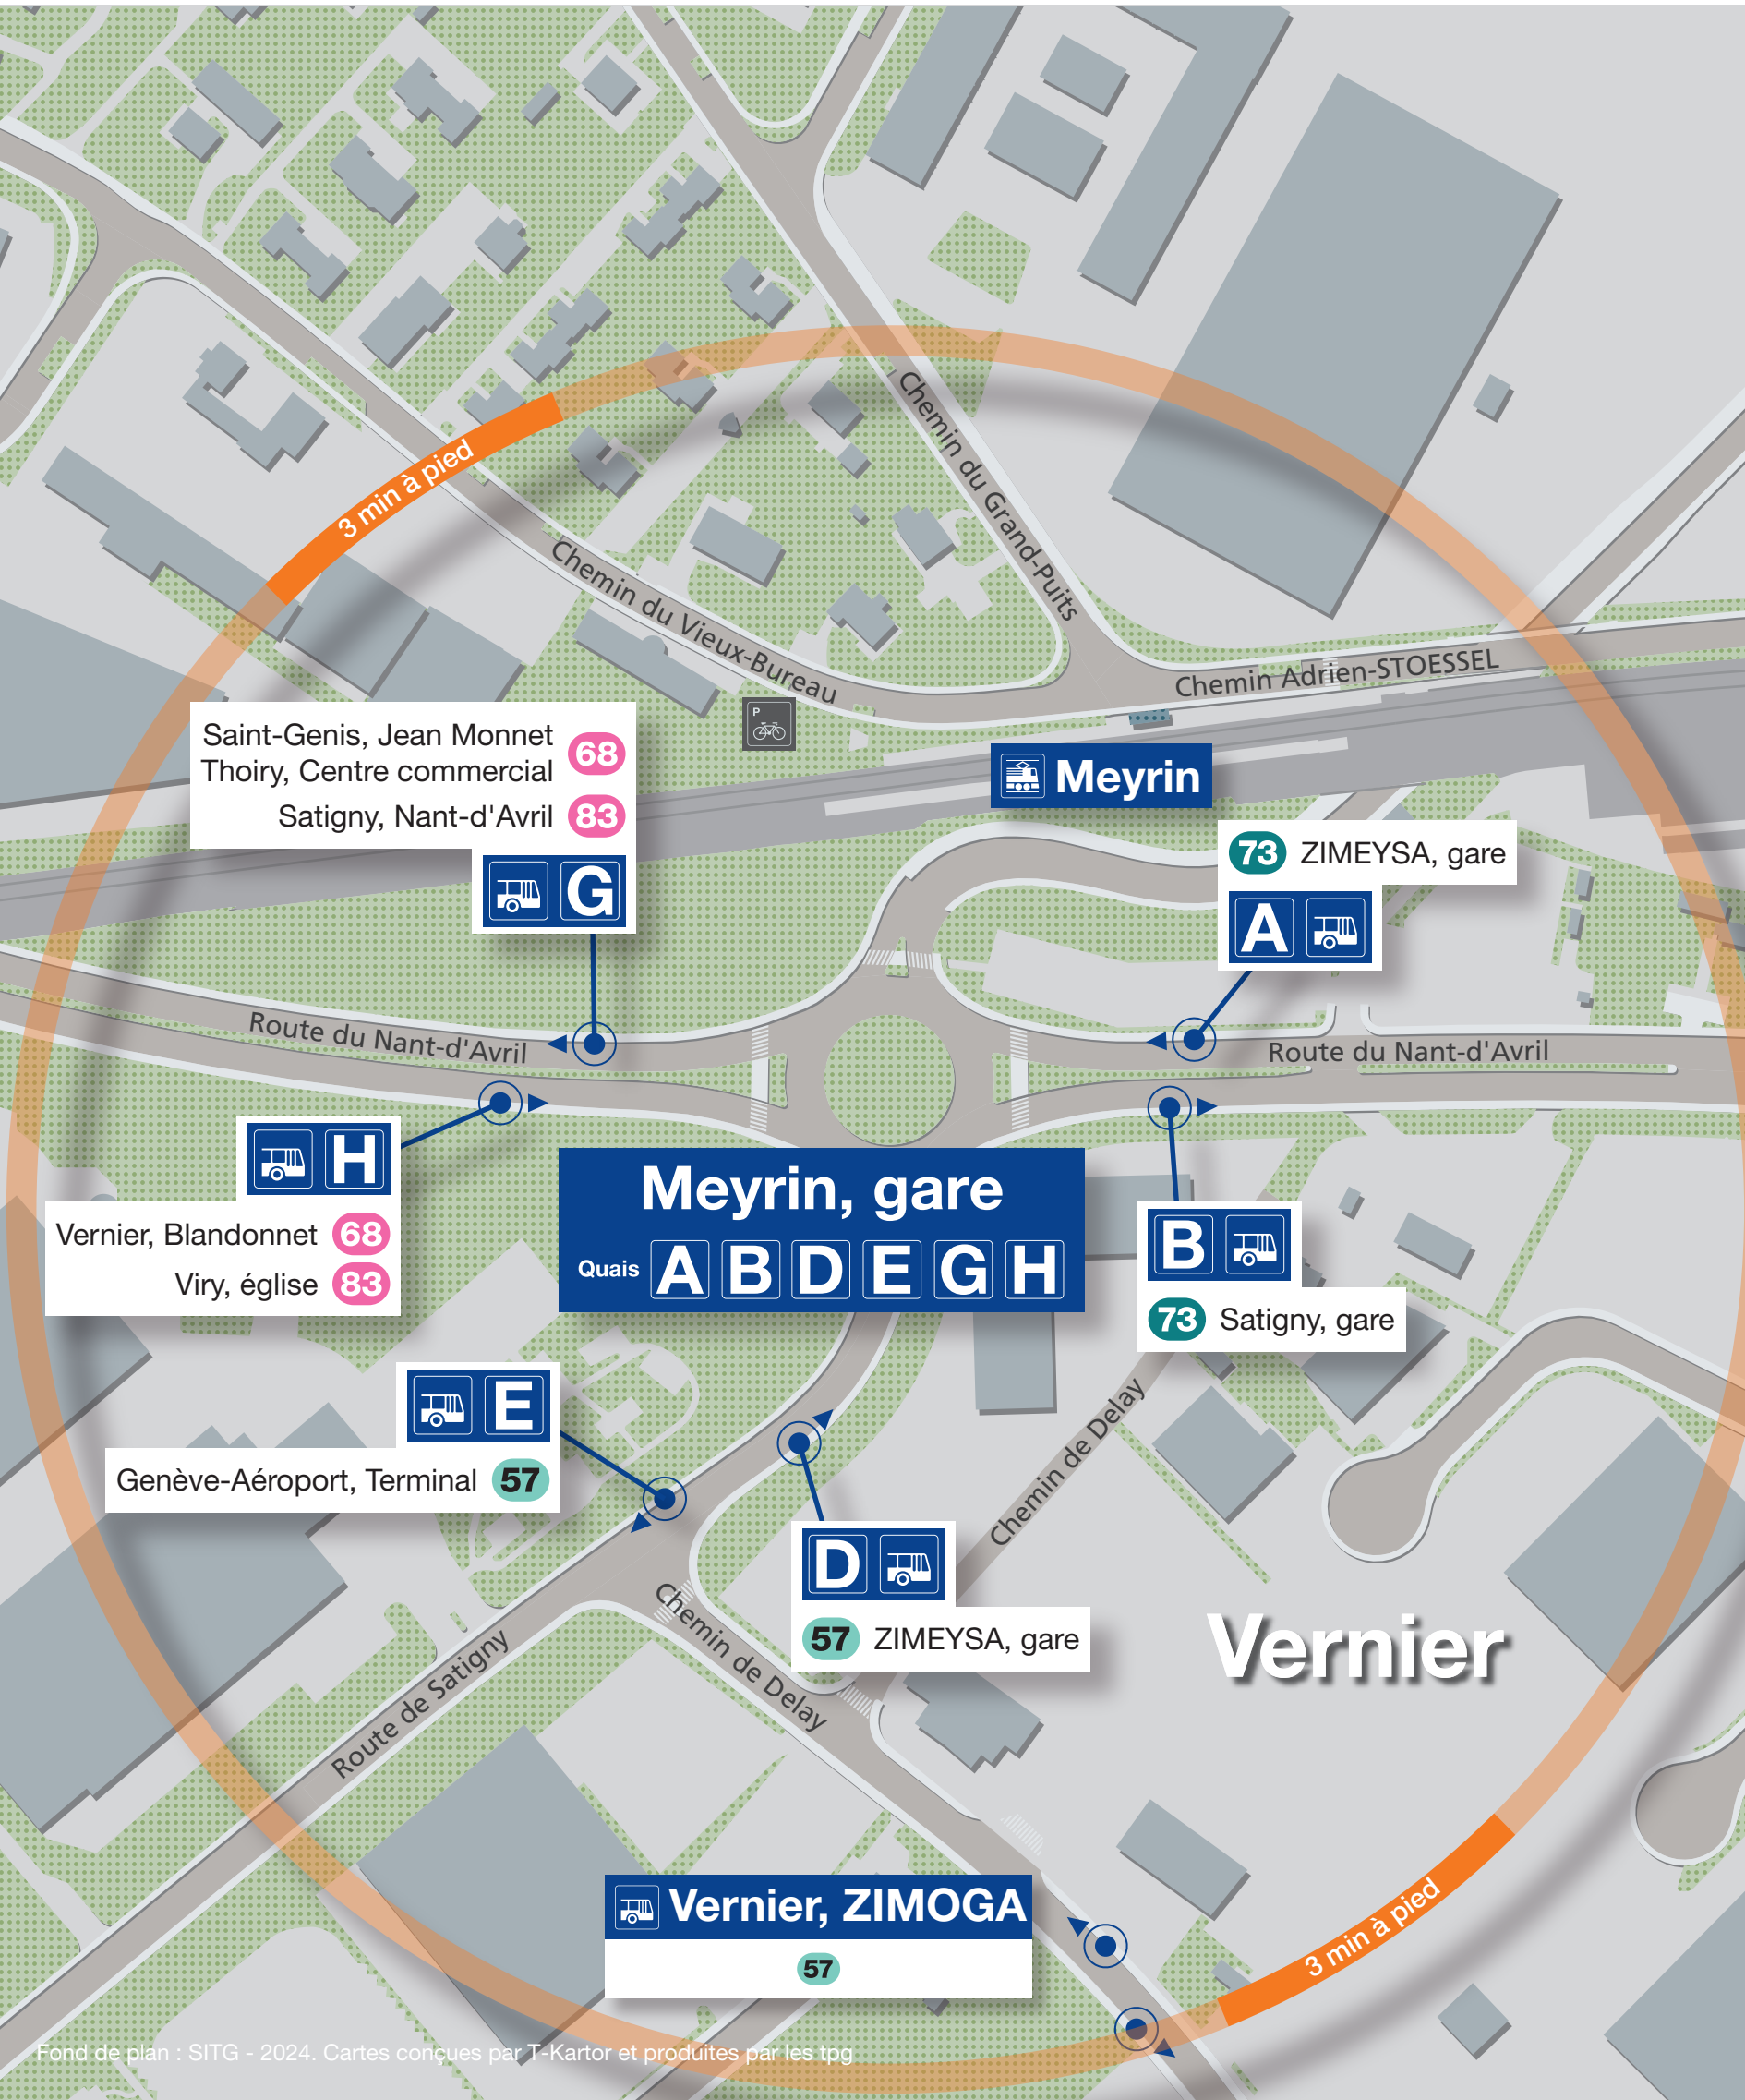 Chemin du Grand-Puits
3 min à pied
Chemin du Vieux-Bureau
Chemin Adrien-STOESSEL
P
Saint-Genis, Jean Monnet
Thoiry, Centre commercial
68
Satigny, Nant-d'Avril 83
G
Meyrin
73 ZIMEYSA, gare
A
Route du Nant-d'Avril
Route du Nant-d'Avril
H
Vernier, Blandonnet 68
Viry, église 83
Meyrin, gare
Quais A B D E G H
B
73 Satigny, gare
E
Genève-Aéroport, Terminal 57
Chemin de Delay
D
57 ZIMEYSA, gare
Vernier
Chemin de Delay
Route de Satigny
Vernier, ZIMOGA
57
3 min à pied
Fond de plan : SITG - 2024. Cartes conçues par T-Kartor et produites par les tpg